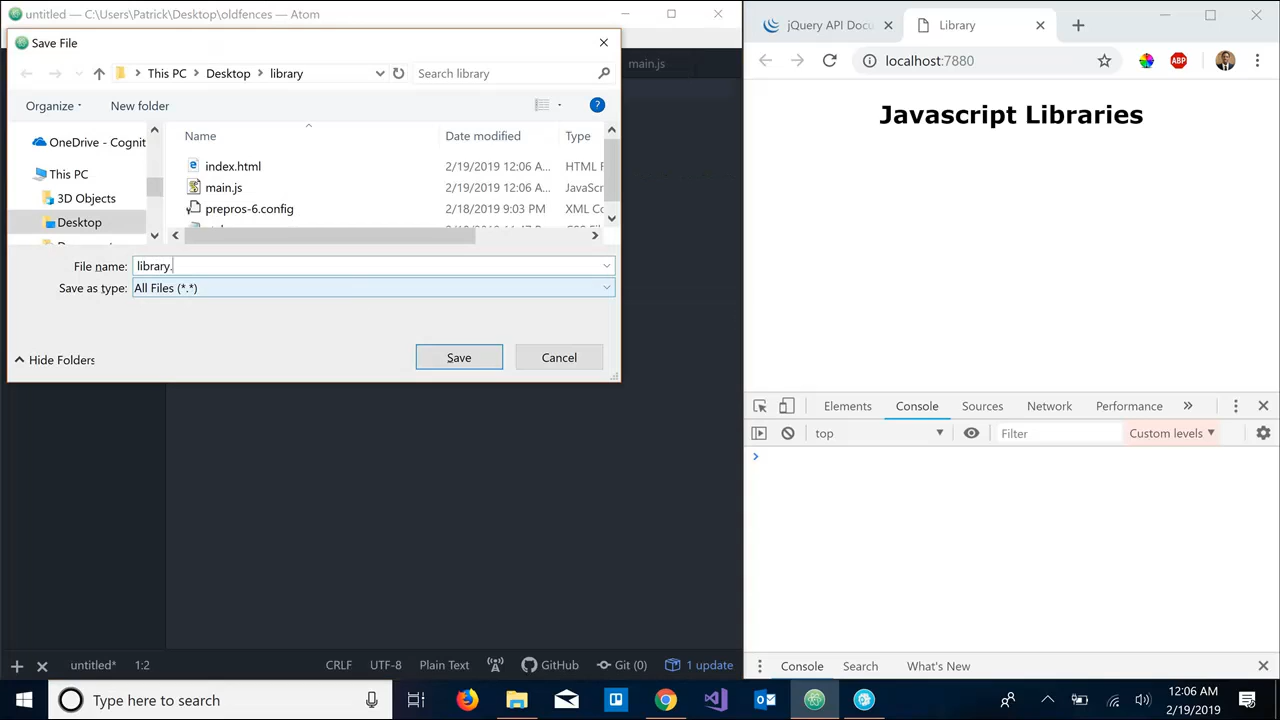 untitled — C:\Users\Patrick\Desktop\oldfences — Atom
Save File
This PC > Desktop > library
Search library
Organize
New folder
Name
Date modified
Type
OneDrive - Cognit
This PC
3D Objects
Desktop
index.html 2/19/2019 12:06 A... HTML F
main.js 2/19/2019 12:06 A... JavaScr
prepros-6.config 2/18/2019 9:03 PM XML Co
File name: library.
Save as type: All Files (*.*)
Hide Folders
Save
Cancel
main.js
untitled* 1:2
CRLF UTF-8 Plain Text GitHub Git (0) 1 update
jQuery API Docu
Library
localhost:7880
ABP
Javascript Libraries
Elements Console Sources Network Performance »
top
Filter
Custom levels
Console Search What's New
Type here to search
12:06 AM
2/19/2019